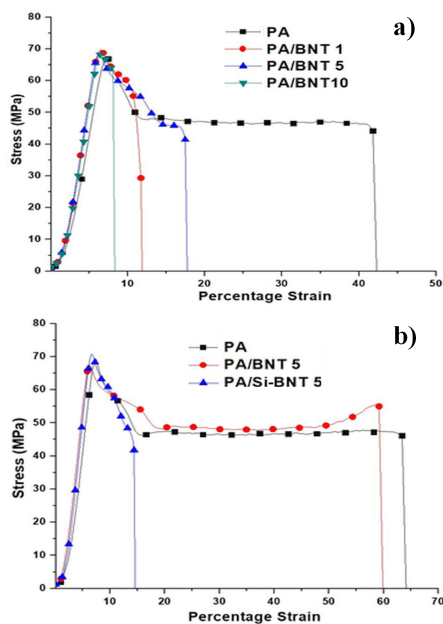 a)
PA
PA/BNT 1
PA/BNT 5
PA/BNT10
Stress (MPa)
80
70
60
50
40
30
20
10
0
0 10 20 30 40 50
Percentage Strain
b)
PA
PA/BNT 5
PA/Si-BNT 5
Stress (MPa)
80
70
60
50
40
30
20
10
0
10 20 30 40 50 60 70
Percentage Strain